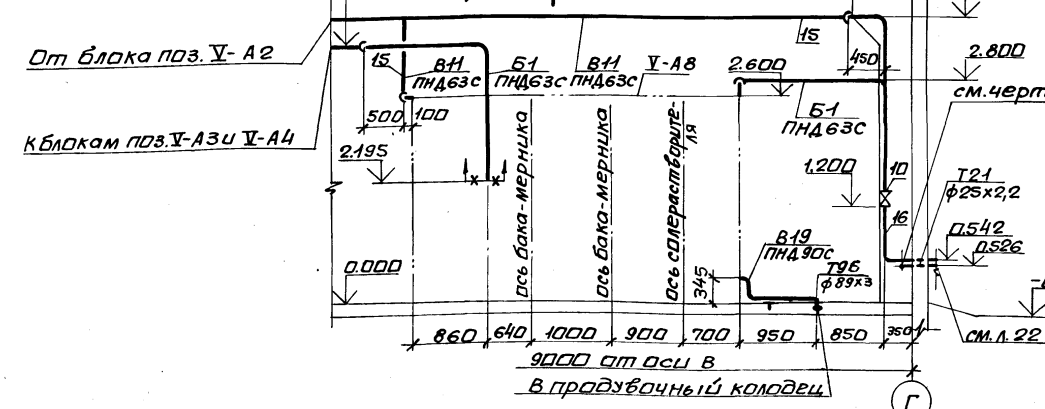 От блока поз. V-А2
К блокам поз. V-А3 и V-А4
15
В11
ПНД63С
Б1
ПНД63С
В11
ПНД63С
V-А8
2.600
15
450
2.800
см. черт
500
100
2.195
Б1
ПНД63С
1.200
10
Т21
ф25х2,2
16
0.542
0.526
ось бака-мерника
ось бака-мерника
ось солерастворите-
ля
В19
ПНД90С
Т96
ф89х3
345
0.000
860
640
1000
900
700
950
850
350
см.л. 22
9000 от оси В
В продувочный колодец
Г